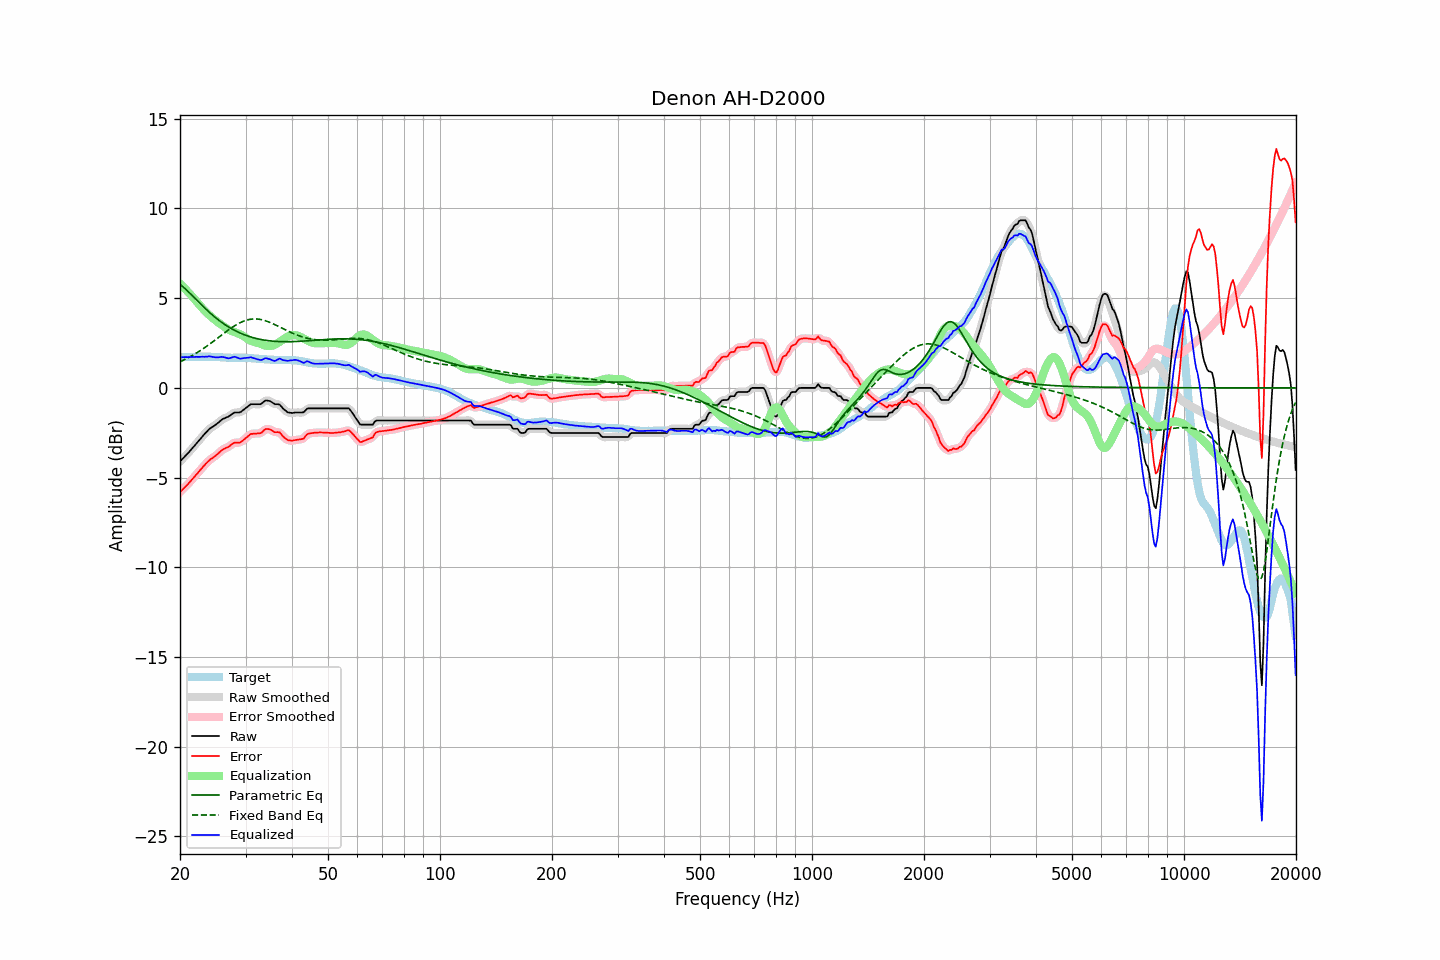 Denon AH-D2000
15
10
5
0
−5
−10
−15
−20
−25
Amplitude (dBr)
Target
Raw Smoothed
Error Smoothed
Raw
Error
Equalization
Parametric Eq
Fixed Band Eq
Equalized
20 50 100 200 500 1000 2000 5000 10000 20000
Frequency (Hz)